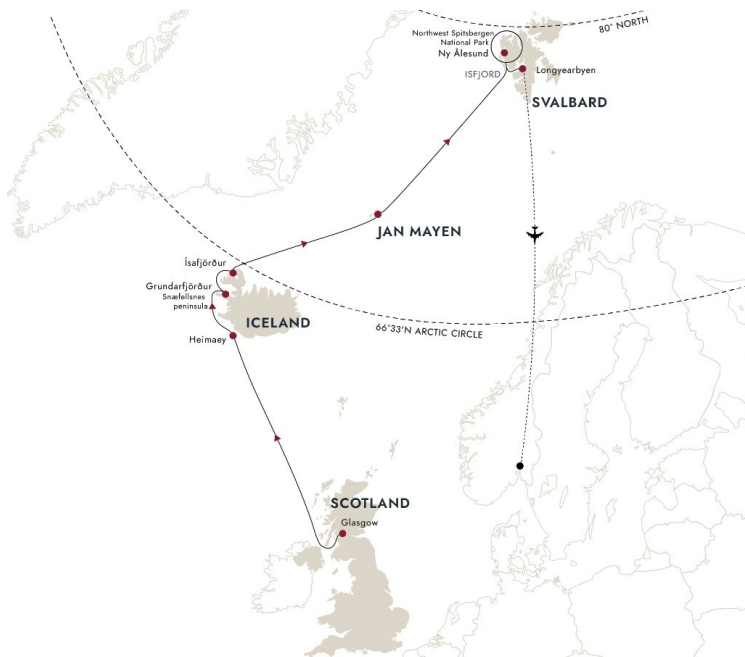 80° NORTH
Northwest Spitsbergen
National Park
Ny Ålesund
Longyearbyen
ISFJORD
SVALBARD
JAN MAYEN
Ísafjörður
Grundarfjörður
Snæfellsnes
peninsula
ICELAND
66°33'N ARCTIC CIRCLE
Heimaey
SCOTLAND
Glasgow